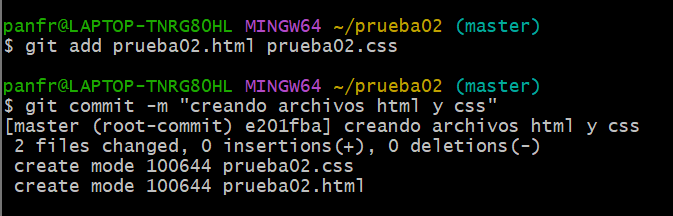 panfr@LAPTOP-TNRG80HL MINGW64 ~/prueba02 (master)
$ git add prueba02.html prueba02.css
panfr@LAPTOP-TNRG80HL MINGW64 ~/prueba02 (master)
$ git commit -m "creando archivos html y css"
[master (root-commit) e201fba] creando archivos html y css
 2 files changed, 0 insertions(+), 0 deletions(-)
 create mode 100644 prueba02.css
 create mode 100644 prueba02.html